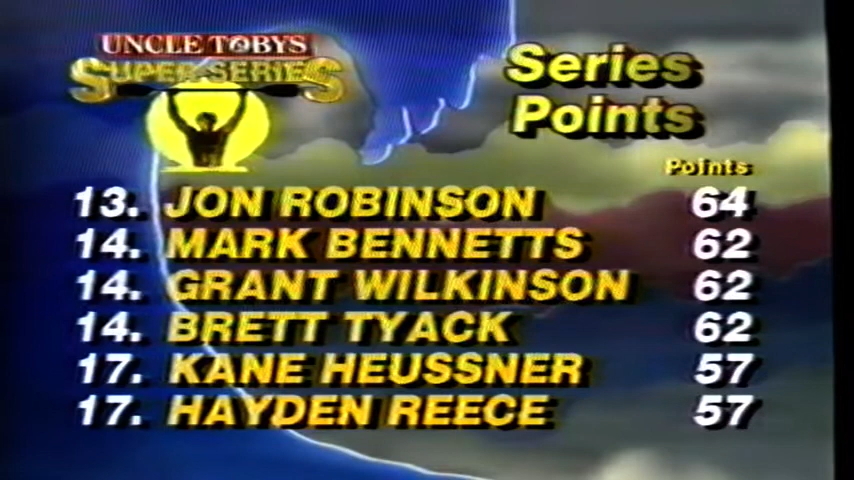 UNCLE TOBYS
SUPER SERIES
Series
Points
Points
13. JON ROBINSON 64
14. MARK BENNETTS 62
14. GRANT WILKINSON 62
14. BRETT TYACK 62
17. KANE HEUSSNER 57
17. HAYDEN REECE 57